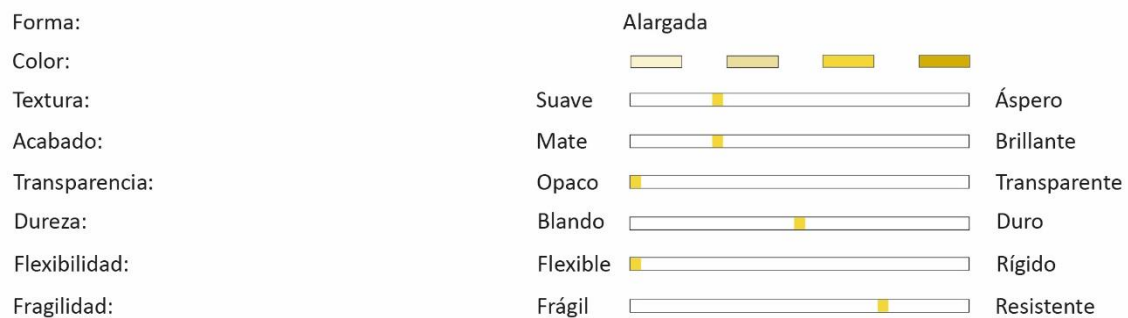 Forma: Alargada
Color:
Textura: Suave Áspero
Acabado: Mate Brillante
Transparencia: Opaco Transparente
Dureza: Blando Duro
Flexibilidad: Flexible Rígido
Fragilidad: Frágil Resistente